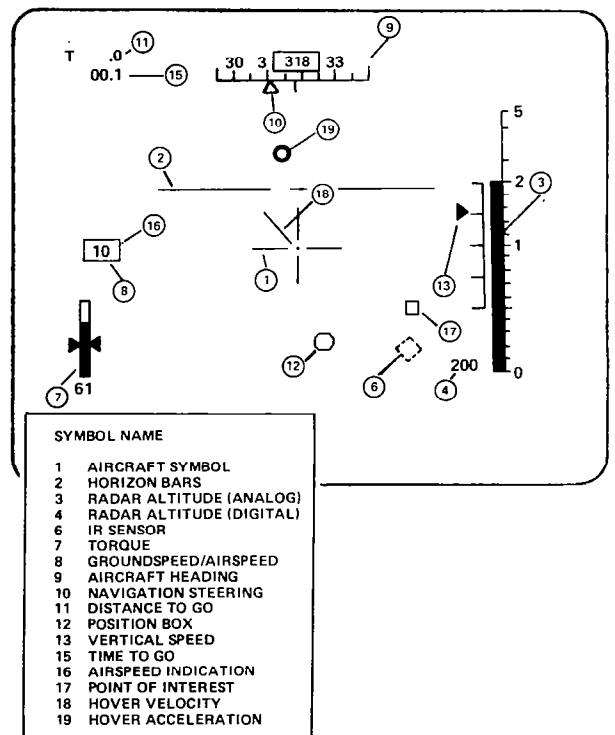 11
9
T .0
30 3 318 33
00.1 15
10
19
5
2
18
2 3
16
10
1
1
13
8
17
12
6
200
7
4
0
61
SYMBOL NAME
1 AIRCRAFT SYMBOL
2 HORIZON BARS
3 RADAR ALTITUDE (ANALOG)
4 RADAR ALTITUDE (DIGITAL)
6 IR SENSOR
7 TORQUE
8 GROUNDSPEED/AIRSPEED
9 AIRCRAFT HEADING
10 NAVIGATION STEERING
11 DISTANCE TO GO
12 POSITION BOX
13 VERTICAL SPEED
15 TIME TO GO
16 AIRSPEED INDICATION
17 POINT OF INTEREST
18 HOVER VELOCITY
19 HOVER ACCELERATION